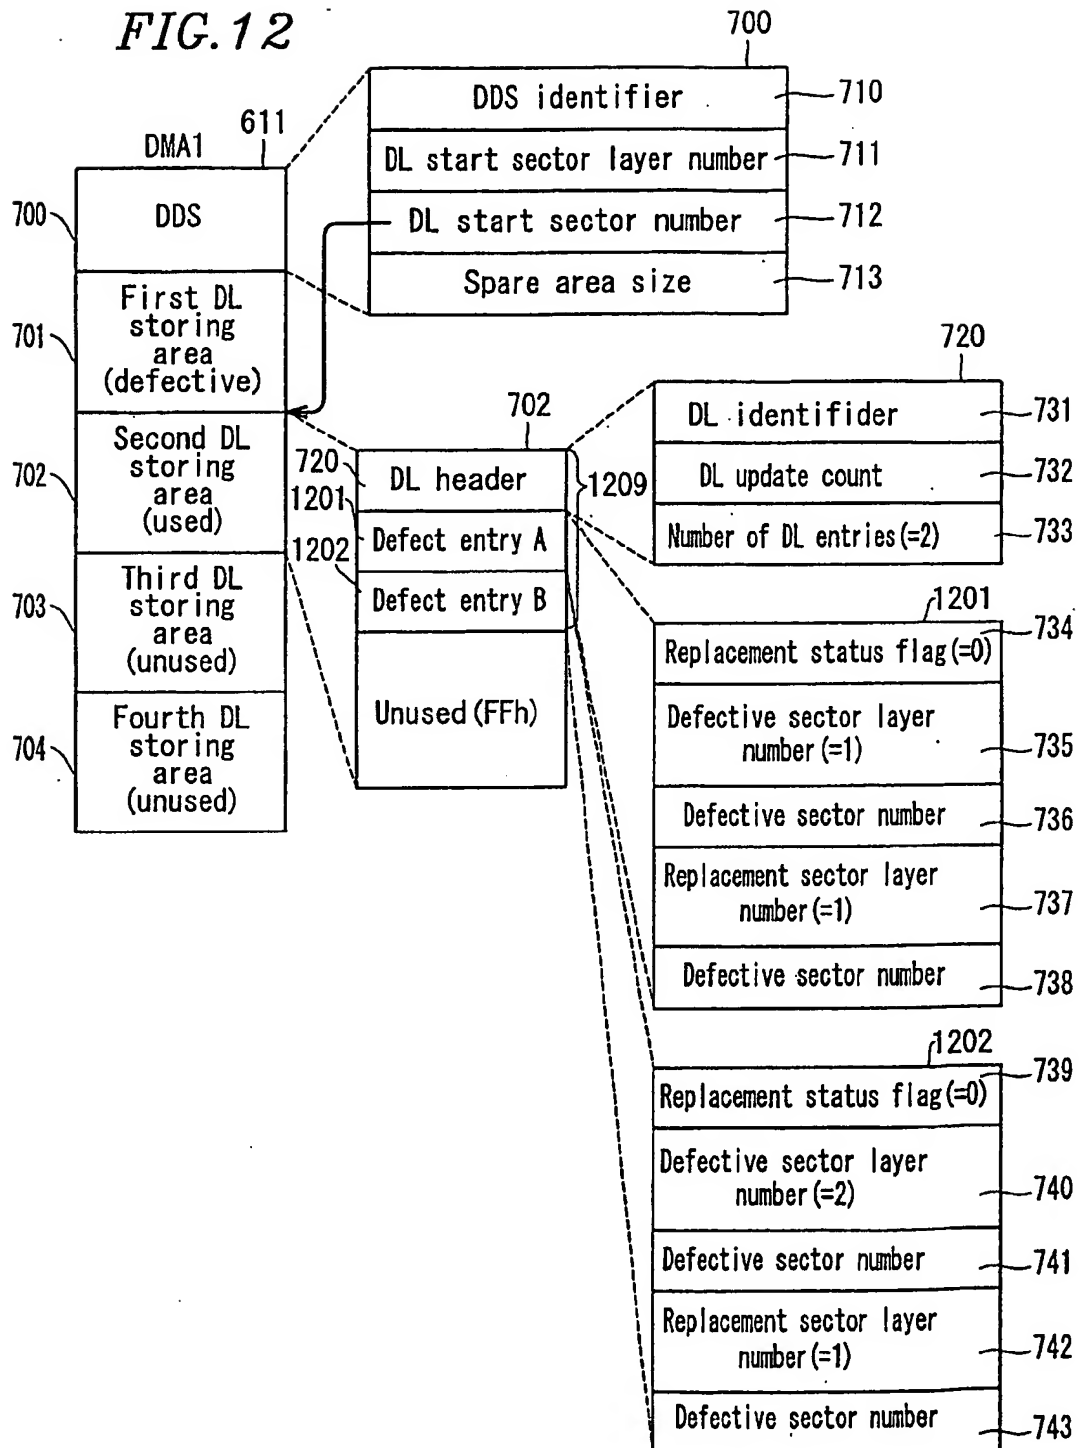 FIG.12
700
DDS identifier
710
DL start sector layer number
711
DL start sector number
712
Spare area size
713
611
DMA1
DDS
700
First DL
storing
area
(defective)
701
Second DL
storing
area
(used)
702
Third DL
storing
area
(unused)
703
Fourth DL
storing
area
(unused)
704
702
720
DL header
1209
1201
Defect entry A
1202
Defect entry B
Unused (FFh)
720
DL identifider
731
DL update count
732
Number of DL entries(=2)
733
1201
734
Replacement status flag(=0)
Defective sector layer
number(=1)
735
Defective sector number
736
Replacement sector layer
number(=1)
737
Defective sector number
738
1202
739
Replacement status flag(=0)
Defective sector layer
number(=2)
740
Defective sector number
741
Replacement sector layer
number(=1)
742
Defective sector number
743